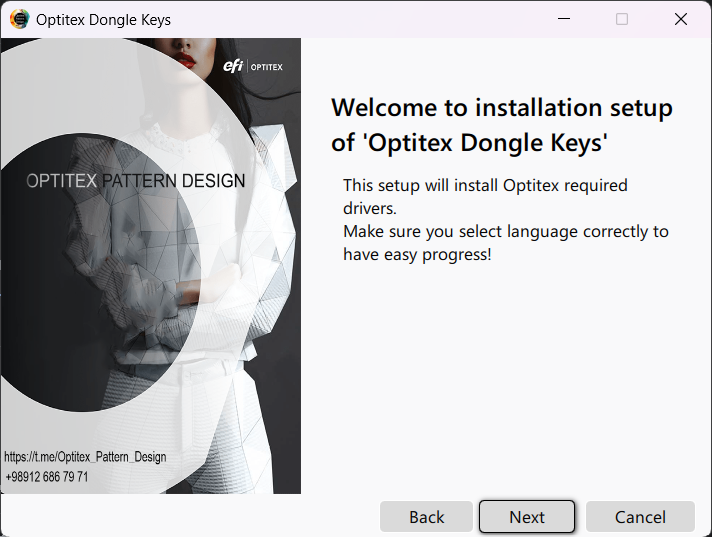 Optitex Dongle Keys
efi OPTITEX
OPTITEX PATTERN DESIGN
https://t.me/Optitex_Pattern_Design
+98912 686 79 71
Welcome to installation setup
of 'Optitex Dongle Keys'
This setup will install Optitex required
drivers.
Make sure you select language correctly to
have easy progress!
Back Next Cancel